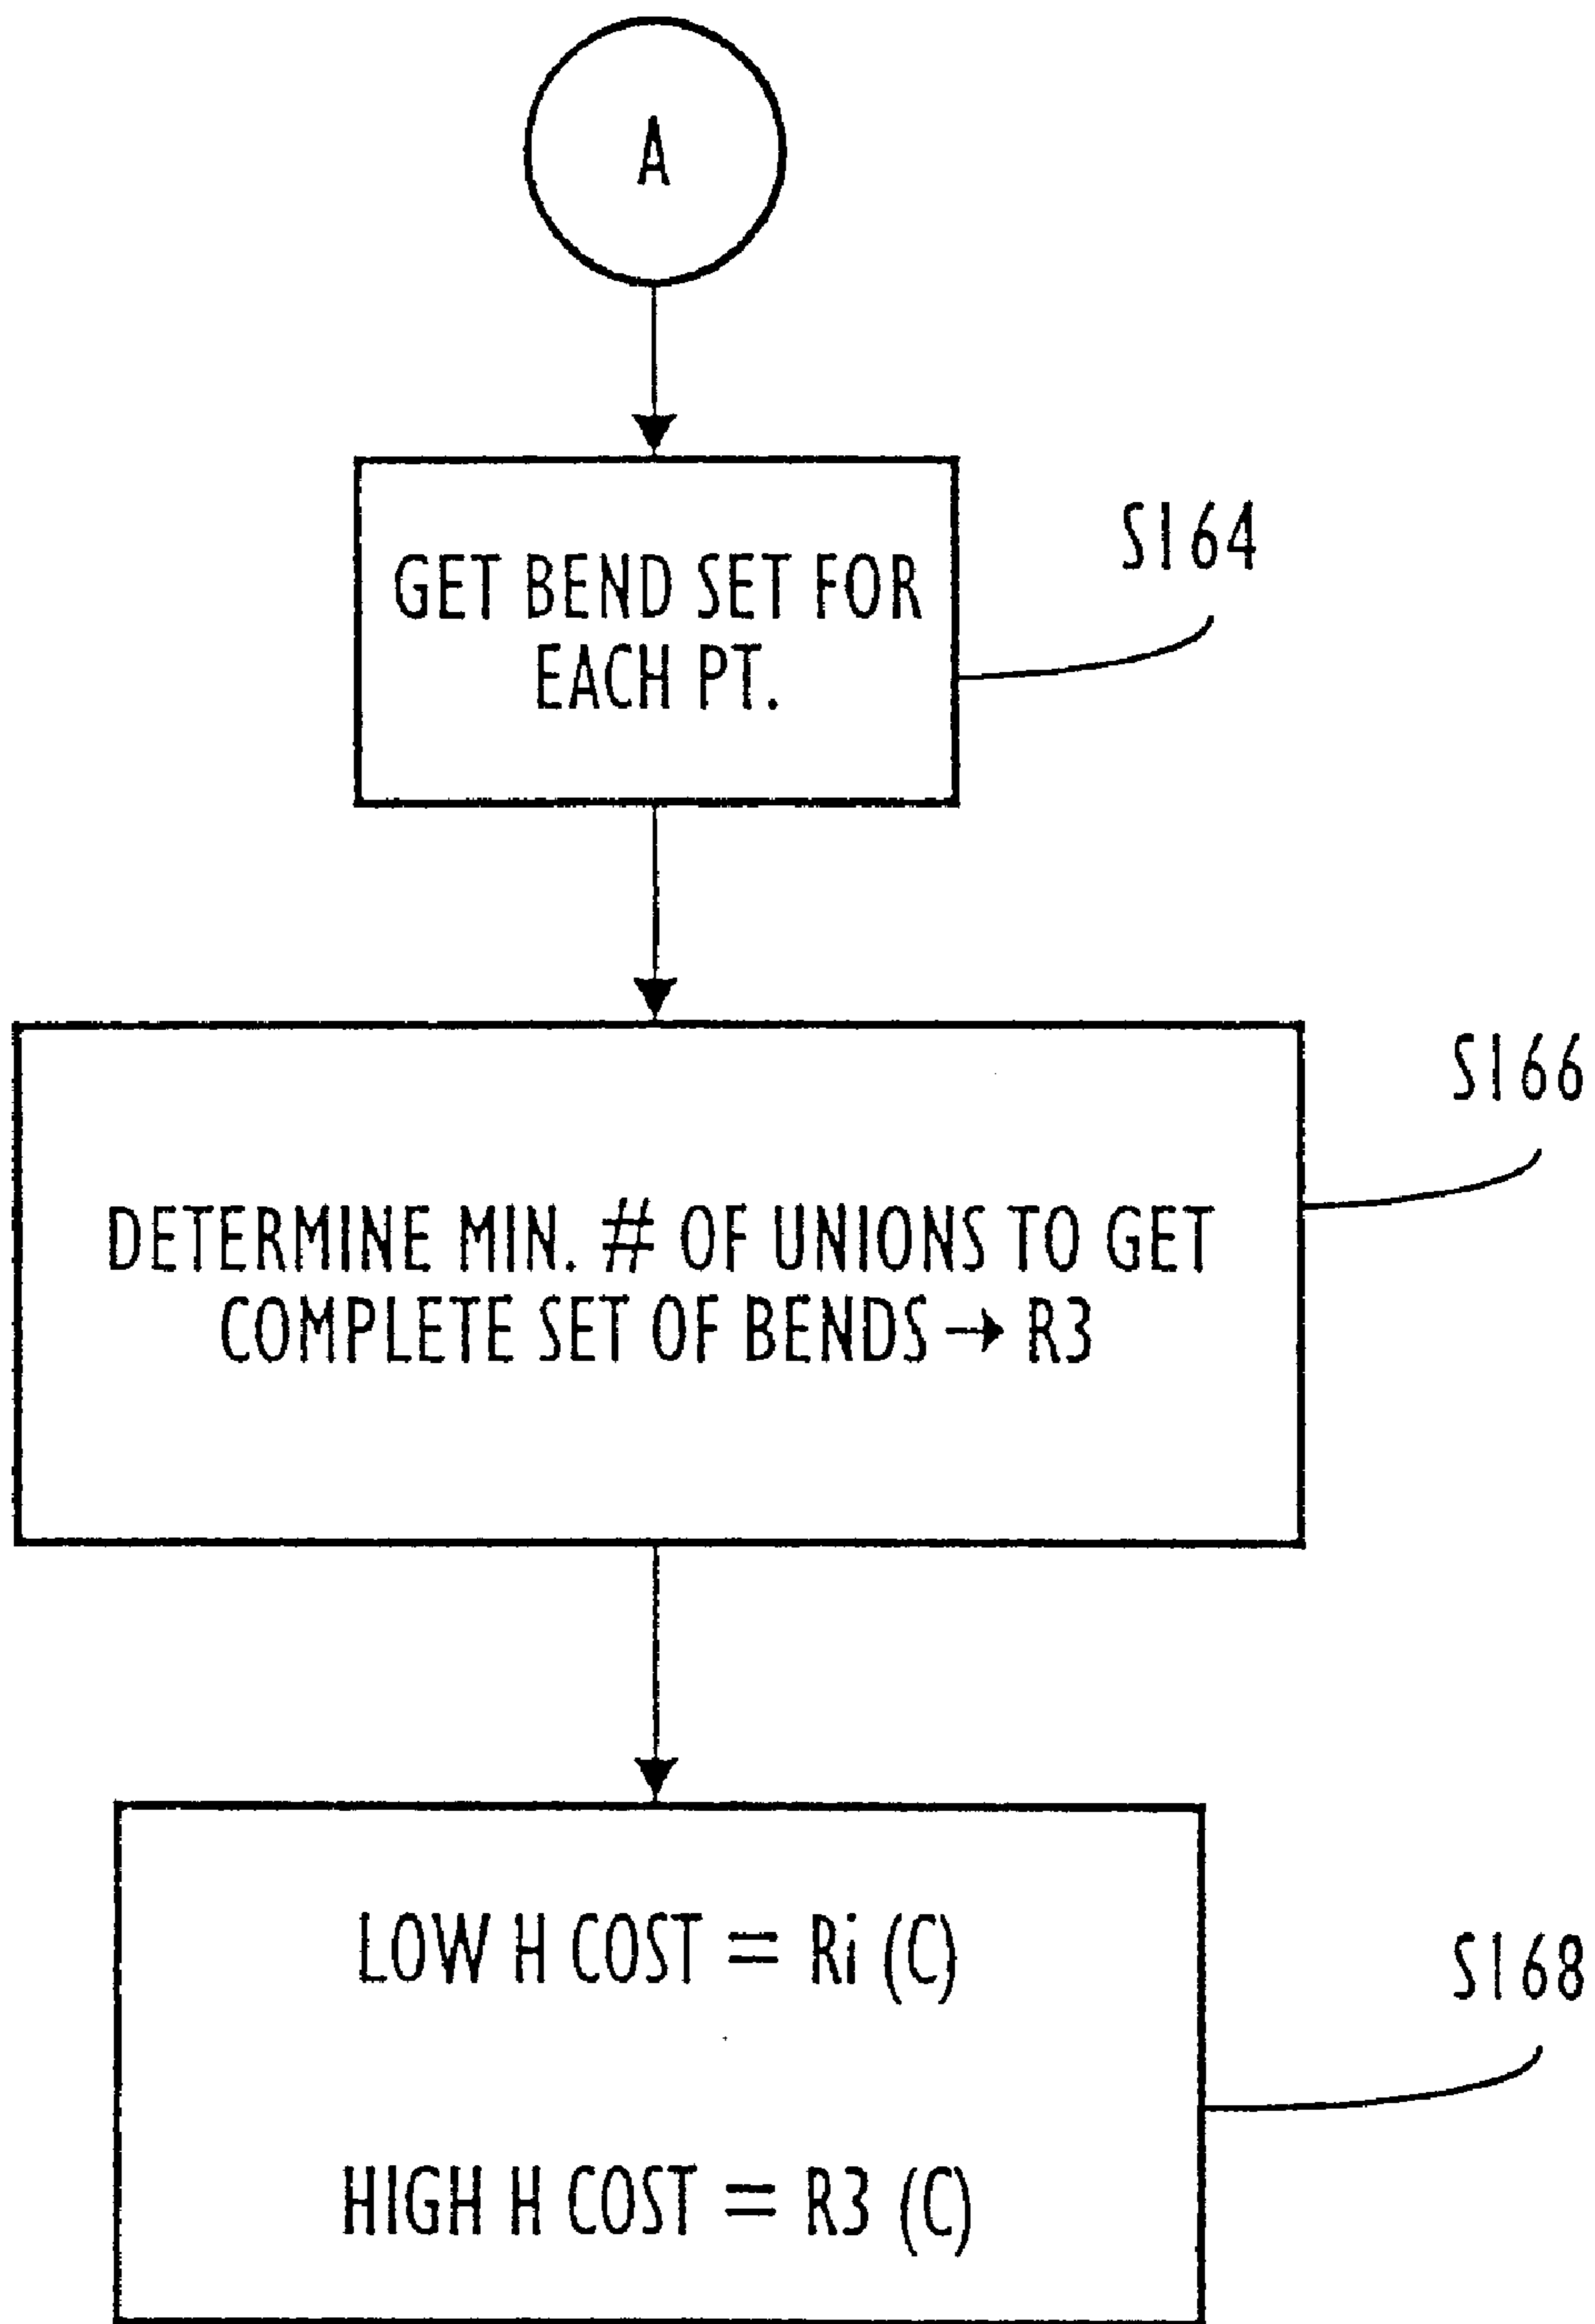 A
GET BEND SET FOR
EACH PT.
S164
DETERMINE MIN. # OF UNIONS TO GET
COMPLETE SET OF BENDS → R3
S166
LOW H COST = Ri (C)
HIGH H COST = R3 (C)
S168